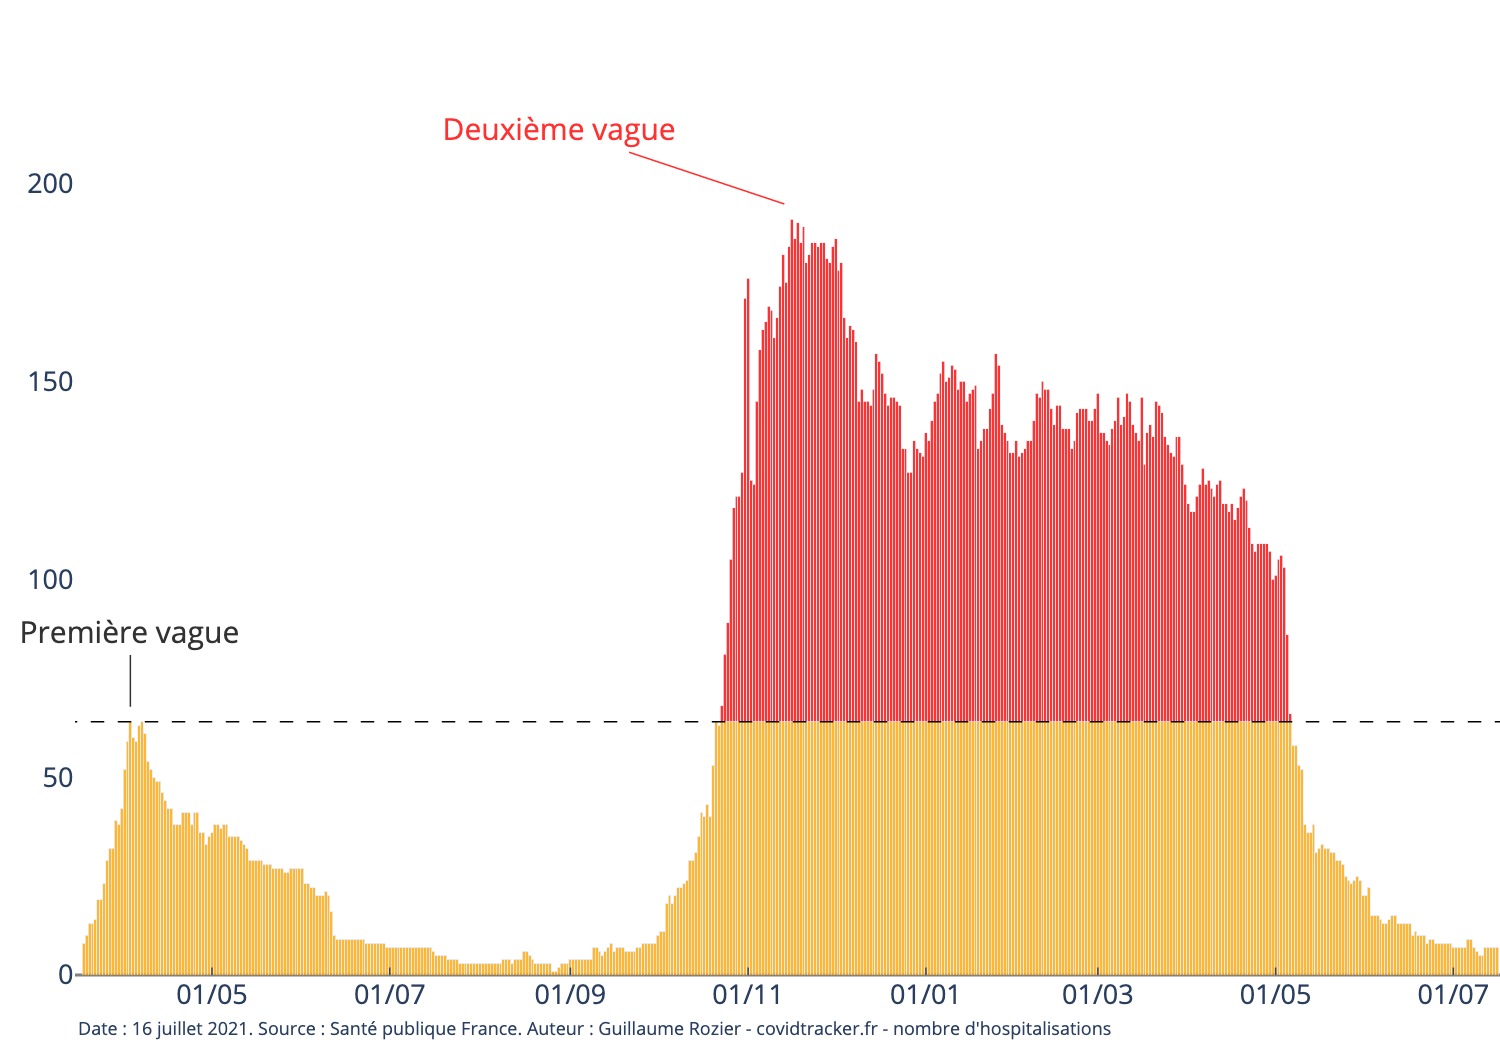 Deuxième vague
200
150
100
Première vague
50
0
01/05 01/07 01/09 01/11 01/01 01/03 01/05 01/07
Date : 16 juillet 2021. Source : Santé publique France. Auteur : Guillaume Rozier - covidtracker.fr - nombre d'hospitalisations